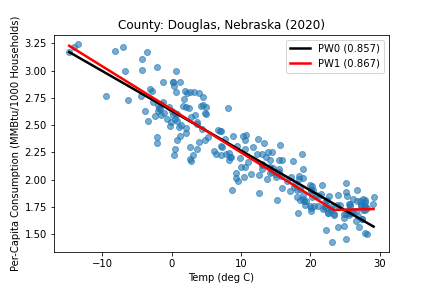 County: Douglas, Nebraska (2020)
PW0 (0.857)
PW1 (0.867)
Per-Capita Consumption (MMBtu/1000 Households)
3.25
3.00
2.75
2.50
2.25
2.00
1.75
1.50
−10
0
10
20
30
Temp (deg C)